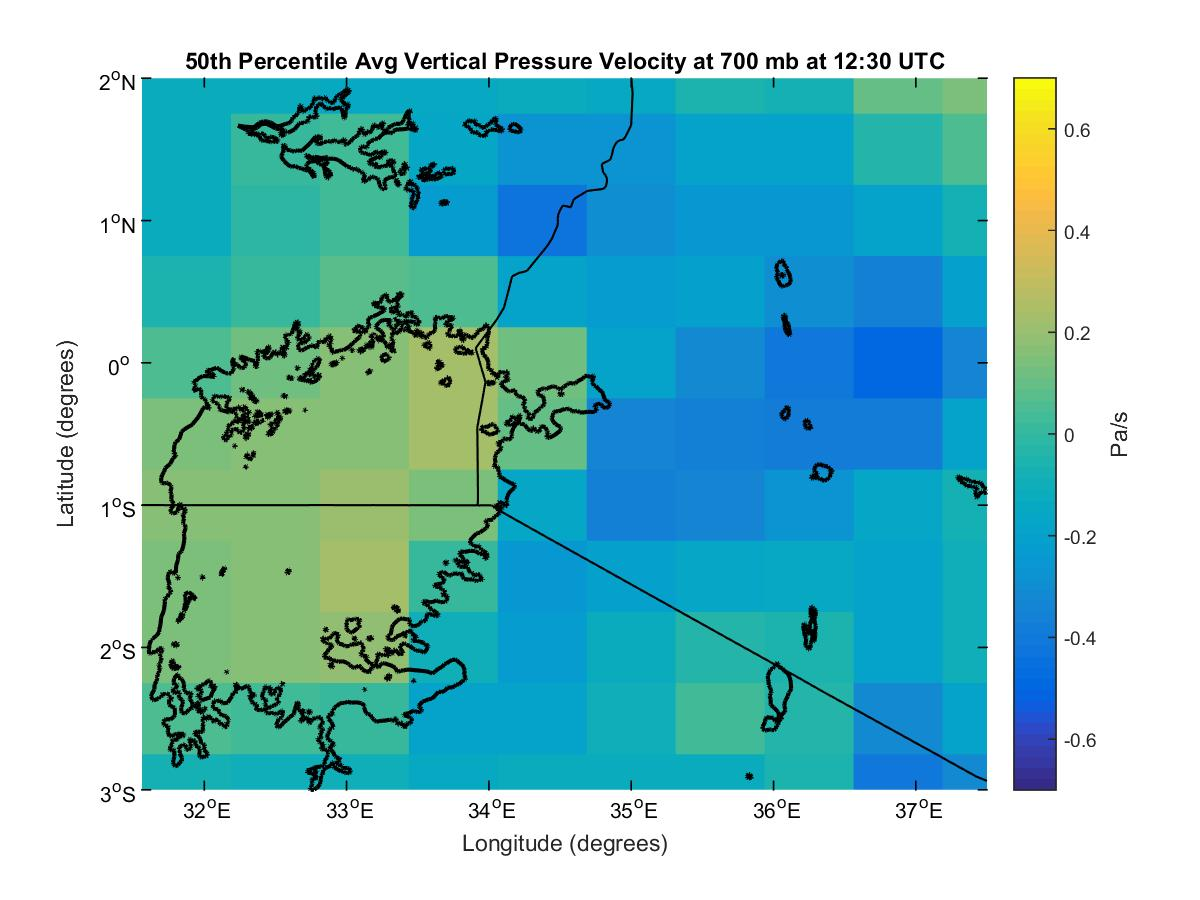 50th Percentile Avg Vertical Pressure Velocity at 700 mb at 12:30 UTC
2°N
1°N
0°
1°S
2°S
3°S
Latitude (degrees)
32°E 33°E 34°E 35°E 36°E 37°E
Longitude (degrees)
0.6
0.4
0.2
0
-0.2
-0.4
-0.6
Pa/s